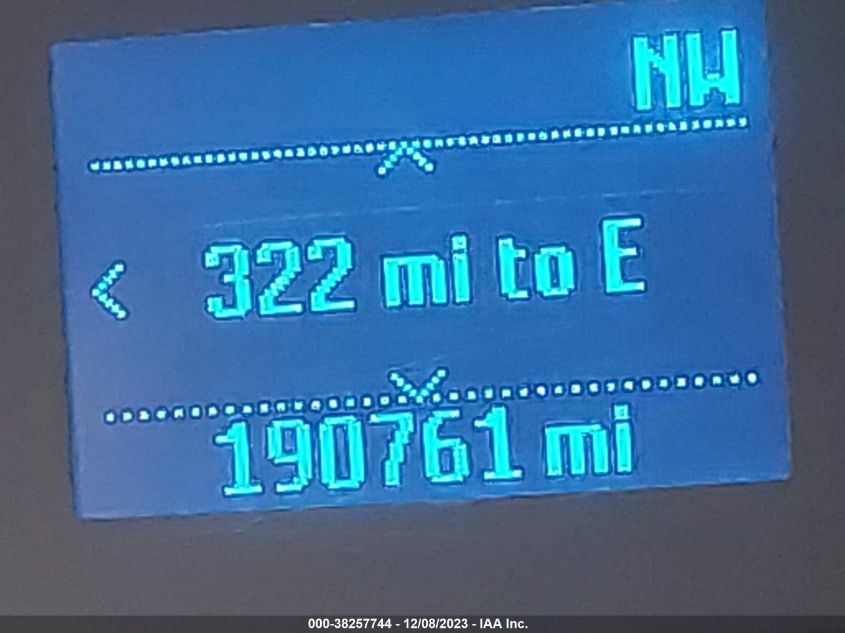 NW
322 mi to E
190761 mi
000-38257744 - 12/08/2023 - IAA Inc.